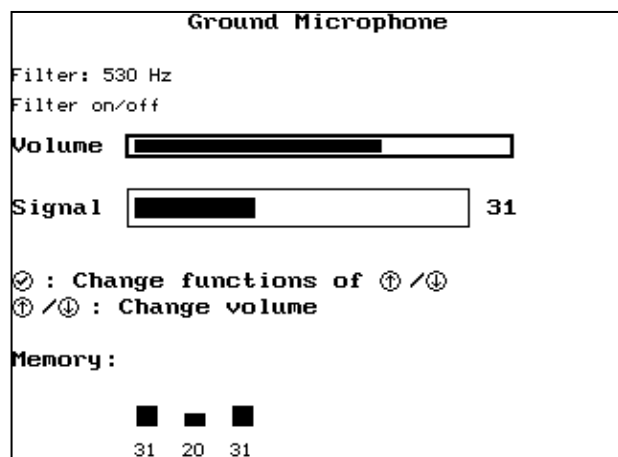 Ground Microphone
Filter: 530 Hz
Filter on/off
Volume
Signal 31
: Change functions of ↑/↓
↑/↓: Change volume
Memory:
31 20 31